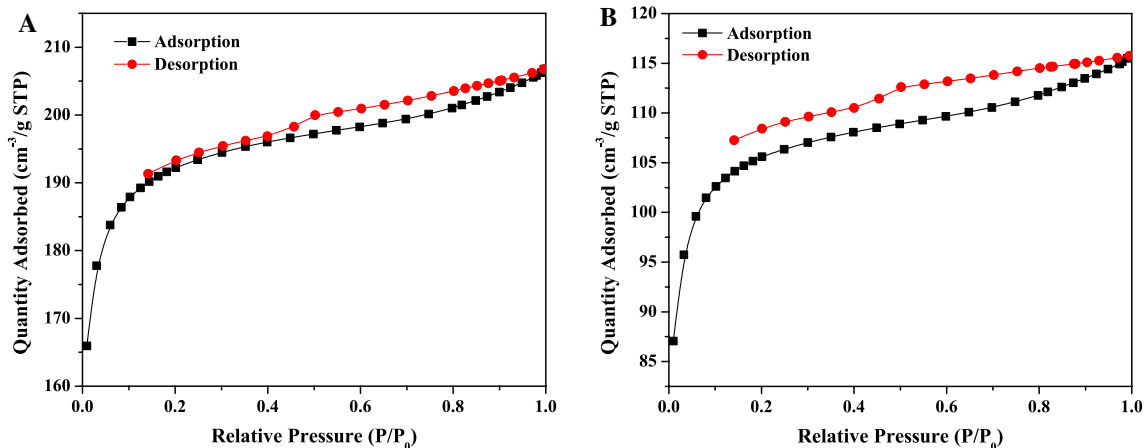 A
Adsorption
Desorption
Quantity Adsorbed (cm⁻³/g STP)
210
200
190
180
170
160
0.0 0.2 0.4 0.6 0.8 1.0
Relative Pressure (P/P₀)
B
Adsorption
Desorption
Quantity Adsorbed (cm⁻³/g STP)
120
115
110
105
100
95
90
85
0.0 0.2 0.4 0.6 0.8 1.0
Relative Pressure (P/P₀)